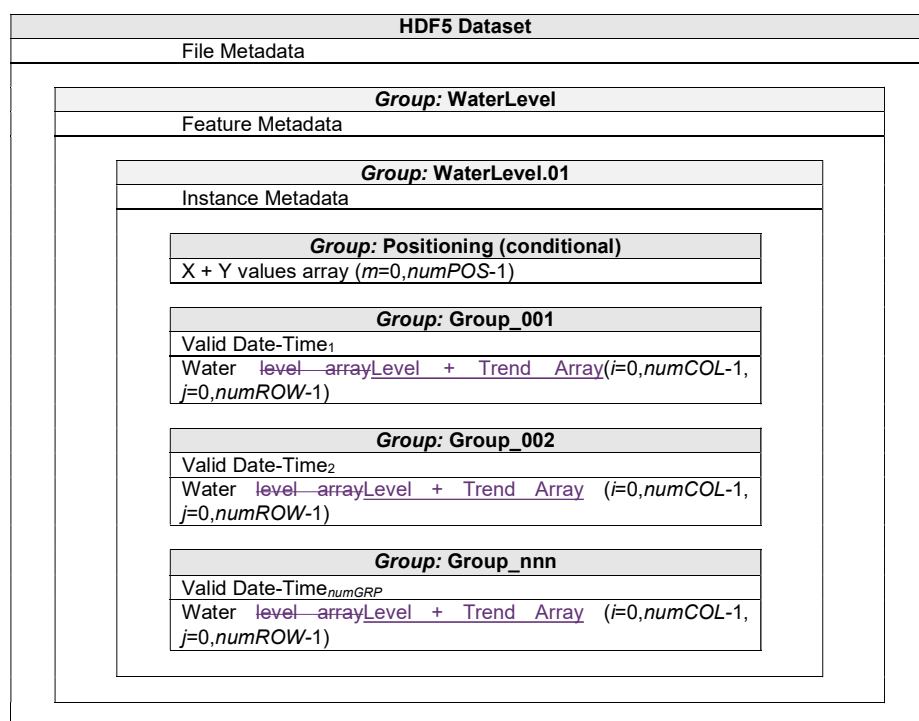 HDF5 Dataset
File Metadata
Group: WaterLevel
Feature Metadata
Group: WaterLevel.01
Instance Metadata
Group: Positioning (conditional)
X + Y values array (m=0,numPOS-1)
Group: Group_001
Valid Date-Time1
Water level arrayLevel + Trend Array(i=0,numCOL-1,
j=0,numROW-1)
Group: Group_002
Valid Date-Time2
Water level arrayLevel + Trend Array (i=0,numCOL-1,
j=0,numROW-1)
Group: Group_nnn
Valid Date-TimenumGRP
Water level arrayLevel + Trend Array (i=0,numCOL-1,
j=0,numROW-1)